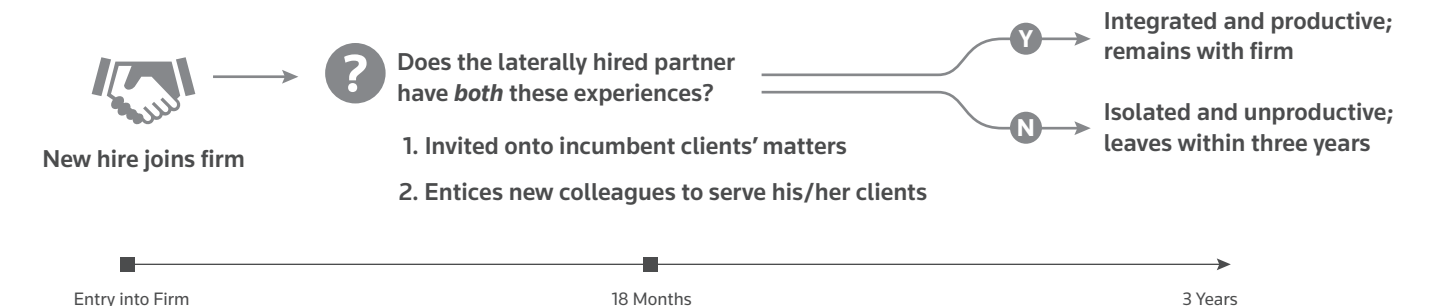 New hire joins firm
?
Does the laterally hired partner
have both these experiences?
1. Invited onto incumbent clients’ matters
2. Entices new colleagues to serve his/her clients
Y
Integrated and productive;
remains with firm
N
Isolated and unproductive;
leaves within three years
Entry into Firm
18 Months
3 Years